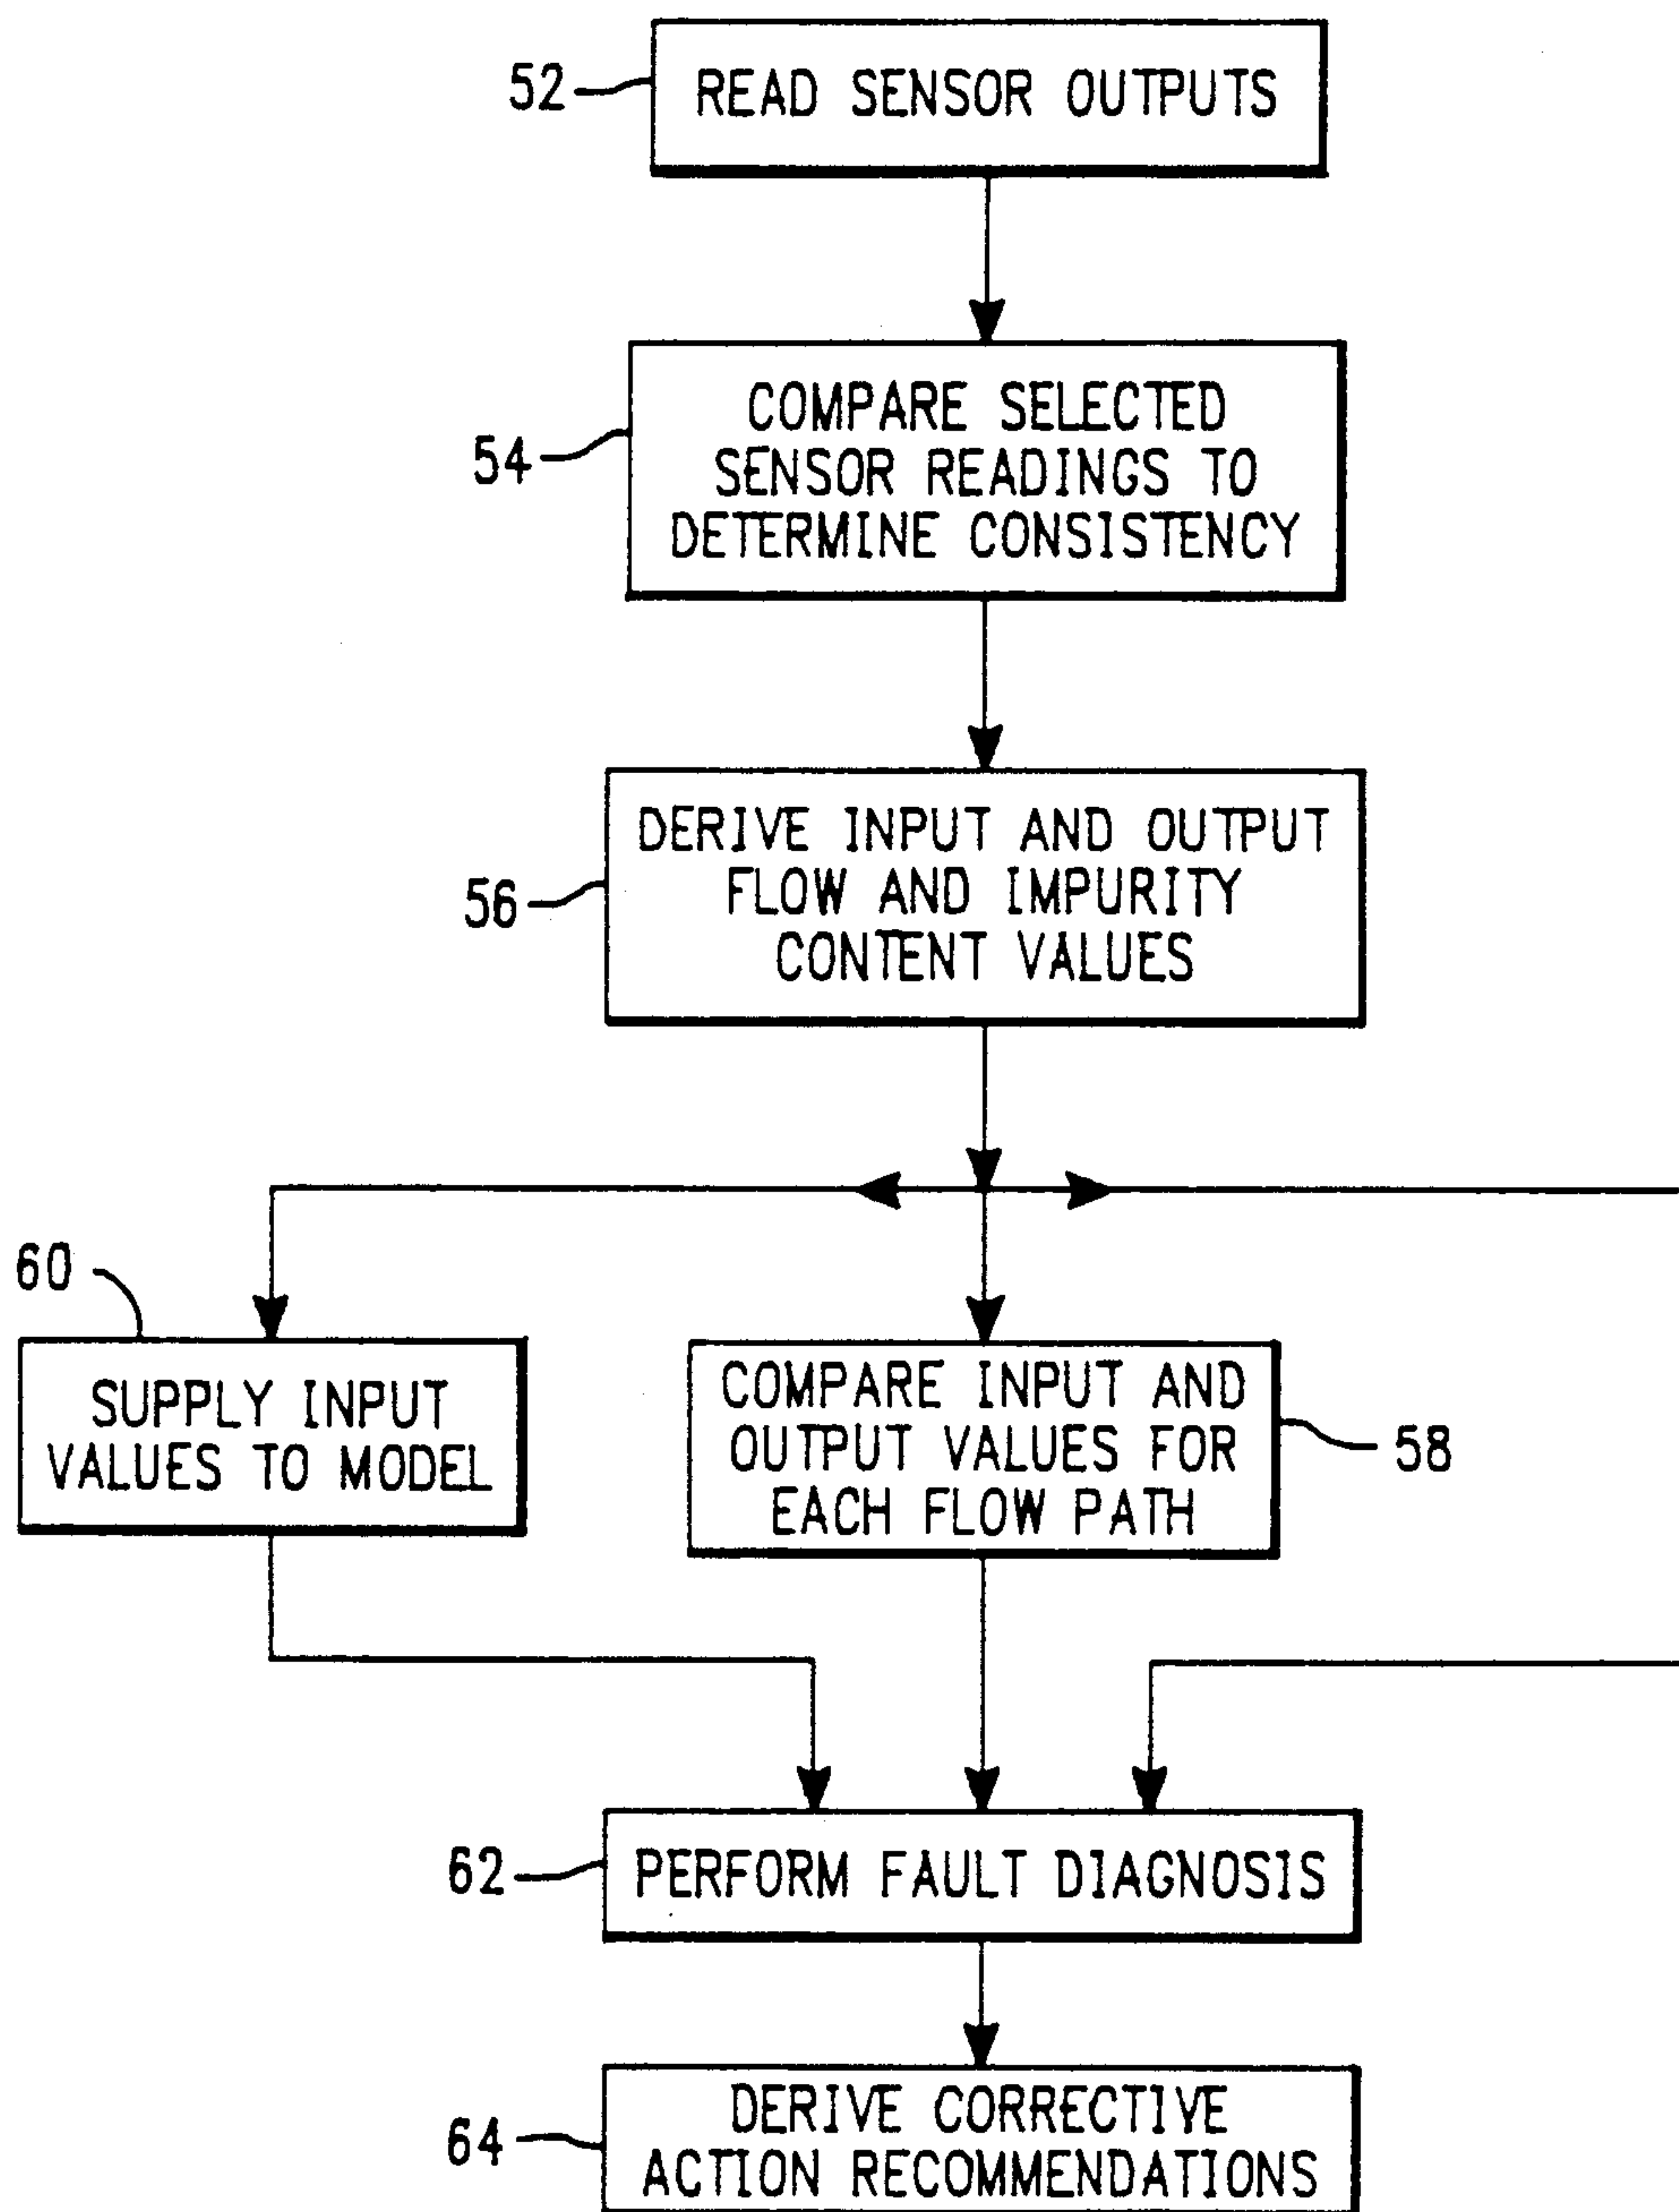 52
READ SENSOR OUTPUTS
54
COMPARE SELECTED
SENSOR READINGS TO
DETERMINE CONSISTENCY
56
DERIVE INPUT AND OUTPUT
FLOW AND IMPURITY
CONTENT VALUES
60
SUPPLY INPUT
VALUES TO MODEL
COMPARE INPUT AND
OUTPUT VALUES FOR
EACH FLOW PATH
58
62
PERFORM FAULT DIAGNOSIS
64
DERIVE CORRECTIVE
ACTION RECOMMENDATIONS